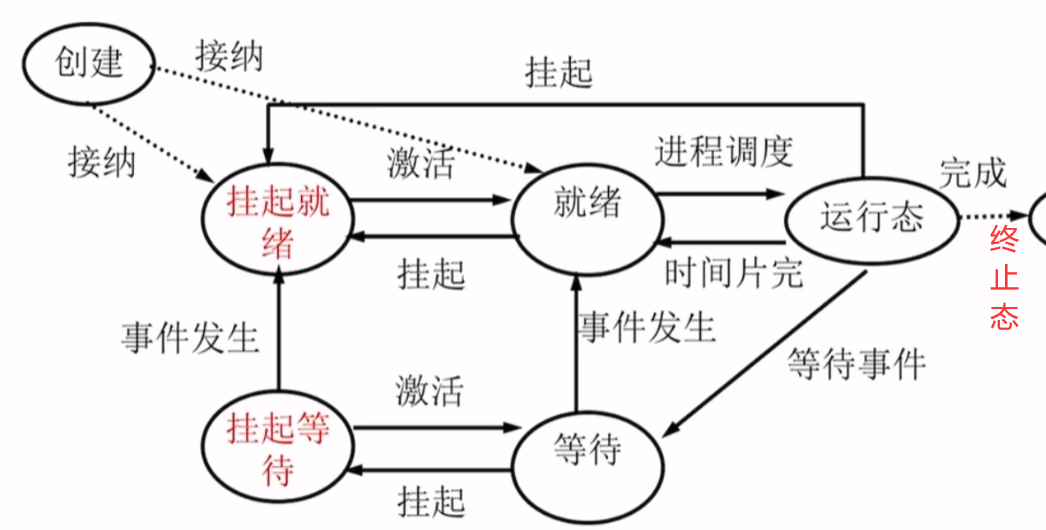 创建
接纳
挂起
接纳
激活
进程调度
完成
挂起就
绪
就绪
运行态
终
止
态
挂起
时间片完
事件发生
事件发生
等待事件
激活
挂起等
待
等待
挂起